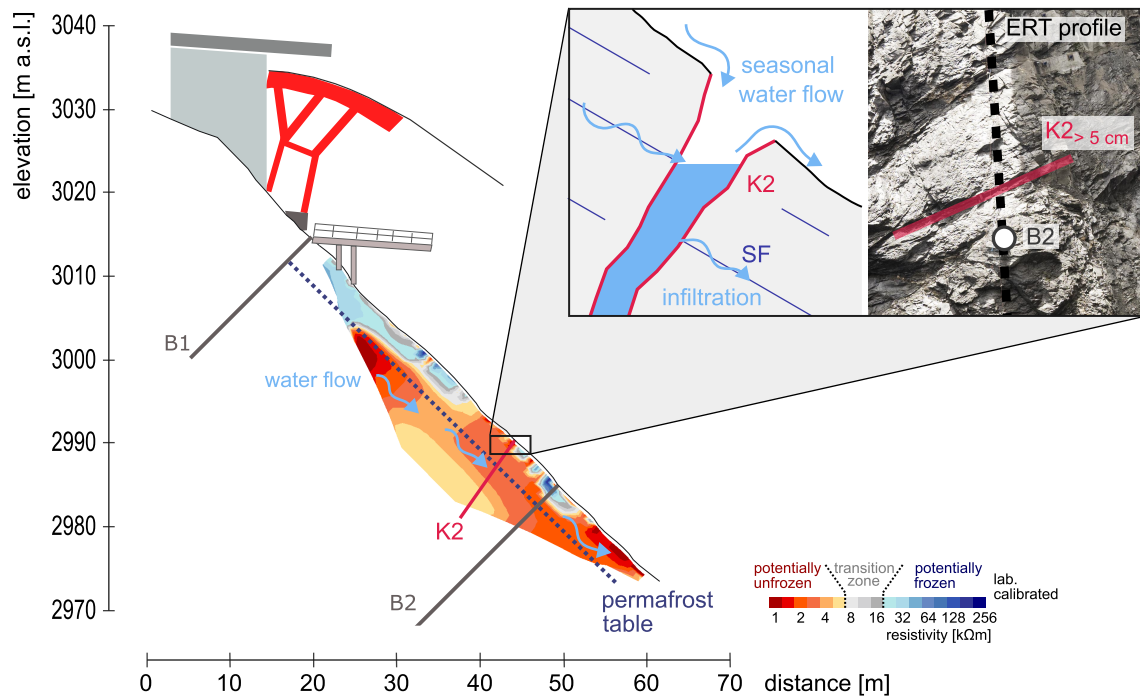 elevation [m a.s.l.]
3040
3030
3020
3010
3000
2990
2980
2970
B1
water flow
K2
B2
permafrost
table
seasonal
water flow
K2
SF
infiltration
ERT profile
K2> 5 cm
B2
potentially
unfrozen
transition
zone
potentially
frozen
lab.
calibrated
1 2 4 8 16 32 64 128 256
resistivity [kΩm]
0 10 20 30 40 50 60 70 distance [m]